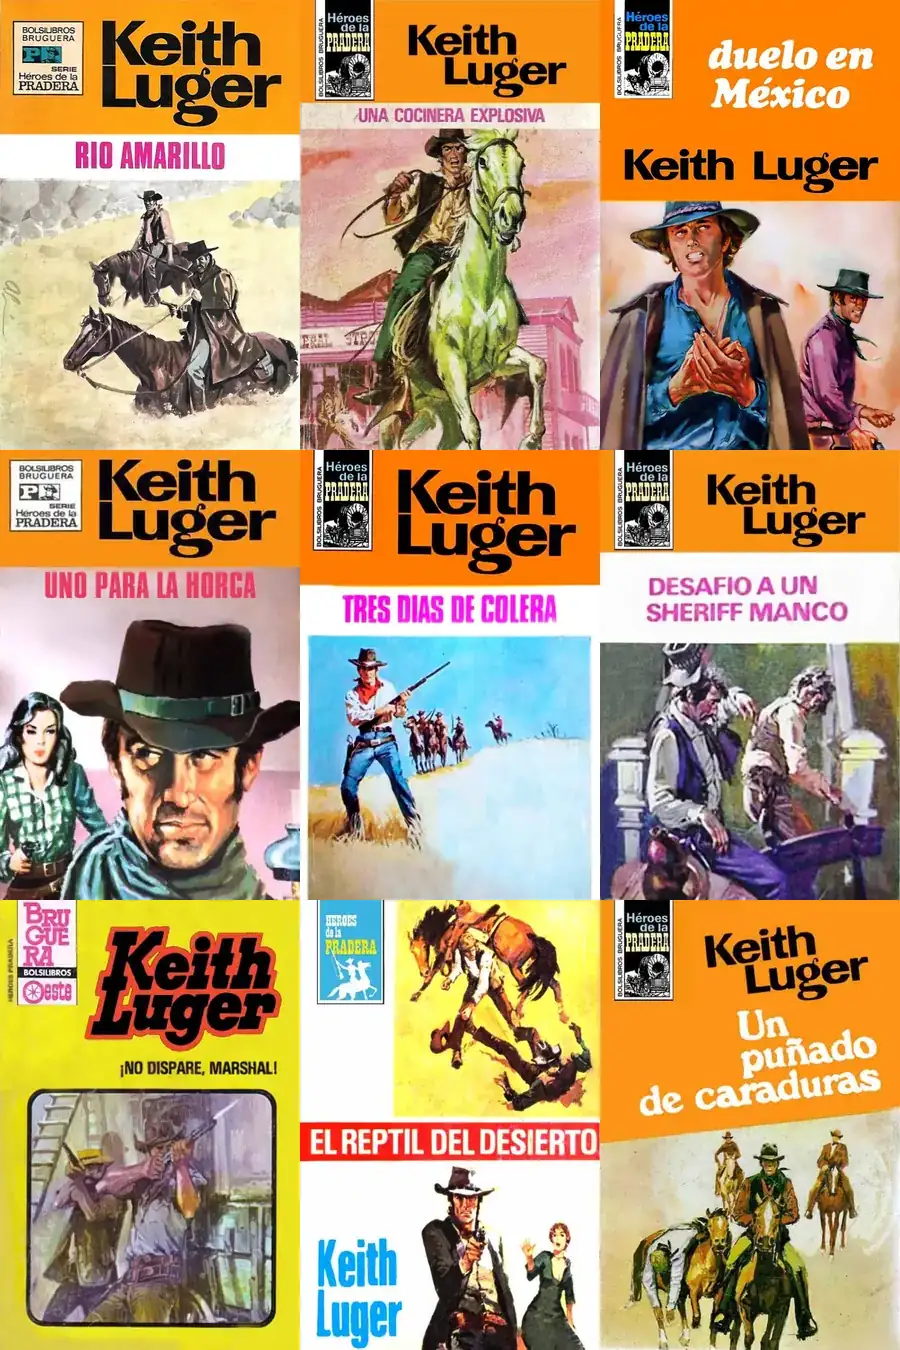 BOLSILIBROS
BRUGUERA
SERIE
Héroes de la
PRADERA
Keith
Luger
RIO AMARILLO
BOLSILIBROS BRUGUERA
Héroes
de la
PRADERA
Keith
Luger
UNA COCINERA EXPLOSIVA
BOLSILIBROS BRUGUERA
Héroes
de la
PRADERA
duelo en
México
Keith Luger
BOLSILIBROS
BRUGUERA
SERIE
Héroes de la
PRADERA
Keith
Luger
UNO PARA LA HORCA
BOLSILIBROS BRUGUERA
Héroes
de la
PRADERA
Keith
Luger
TRES DIAS DE COLERA
BOLSILIBROS BRUGUERA
Héroes
de la
PRADERA
Keith
Luger
DESAFIO A UN
SHERIFF MANCO
HEROES PRADERA
BRU
GUE
RA
BOLSILIBROS
Oeste
Keith
Luger
¡NO DISPARE, MARSHAL!
HEROES
de la
PRADERA
EL REPTIL DEL DESIERTO
Keith
Luger
BOLSILIBROS BRUGUERA
Héroes
de la
PRADERA
Keith
Luger
Un
puñado
de caraduras